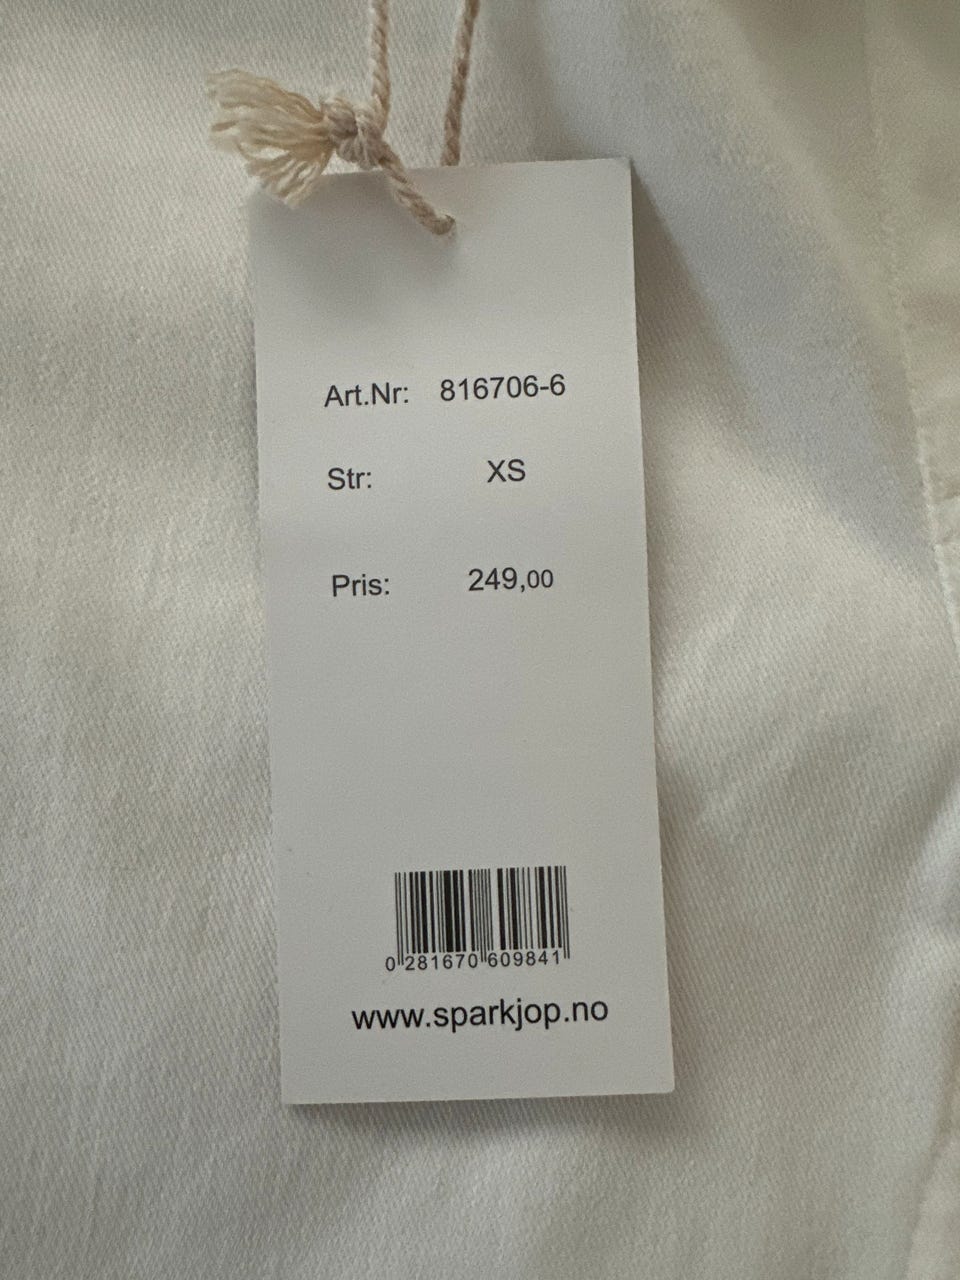 Art.Nr: 816706-6
Str: XS
Pris: 249,00
0 281670 609841
www.sparkjop.no